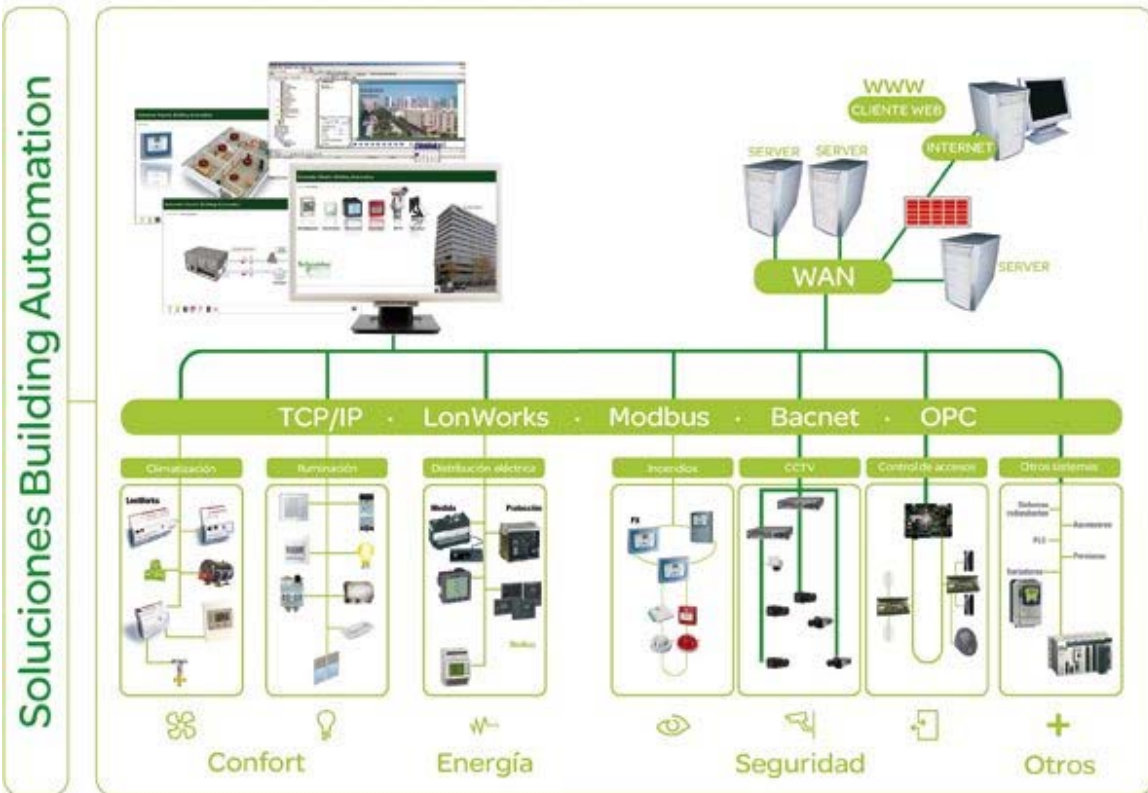 Soluciones Building Automation
WWW
CLIENTE WEB
INTERNET
SERVER
SERVER
SERVER
WAN
TCP/IP · LonWorks · Modbus · Bacnet · OPC
Climatización
Iluminación
Distribución eléctrica
Incendios
CCTV
Control de accesos
Otros sistemas
LonWorks
Medida
Protección
Modbus
PX
Sistemas
redundantes
Ascensores
PLC
Persianas
Variadores
Confort
Energía
Seguridad
Otros